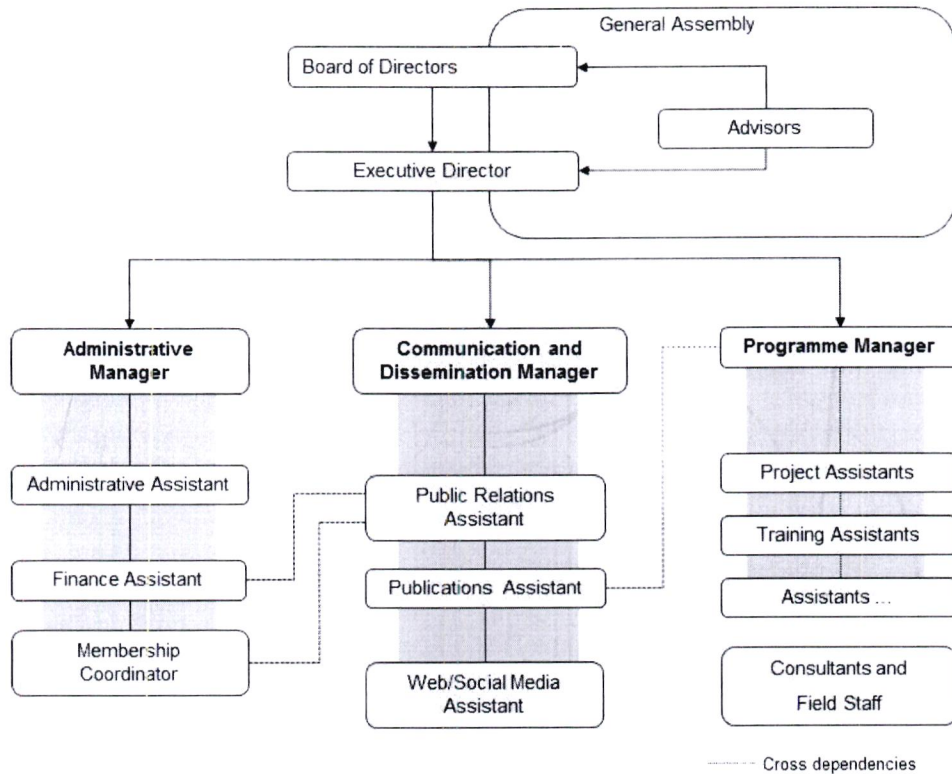 General Assembly
Board of Directors
Advisors
Executive Director
Administrative
Manager
Communication and
Dissemination Manager
Programme Manager
Administrative Assistant
Public Relations
Assistant
Project Assistants
Training Assistants
Finance Assistant
Publications Assistant
Assistants ...
Membership
Coordinator
Web/Social Media
Assistant
Consultants and
Field Staff
Cross dependencies